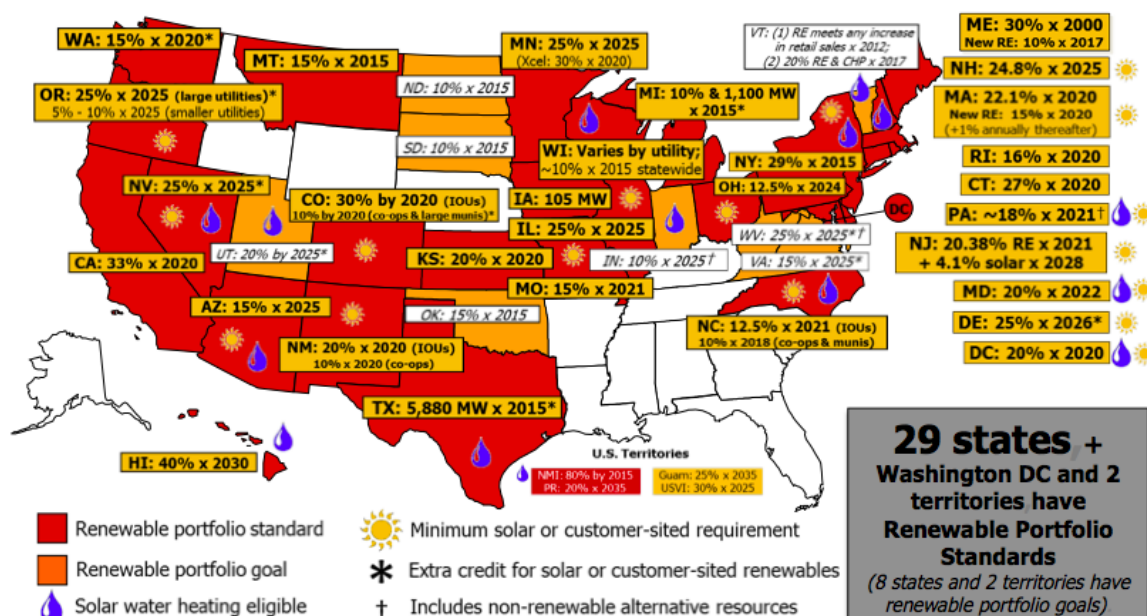 WA: 15% x 2020*
MT: 15% x 2015
MN: 25% x 2025
(Xcel: 30% x 2020)
VT: (1) RE meets any increase
in retail sales x 2012;
(2) 20% RE & CHP x 2017
ME: 30% x 2000
New RE: 10% x 2017
NH: 24.8% x 2025
OR: 25% x 2025 (large utilities)*
5% - 10% x 2025 (smaller utilities)
ND: 10% x 2015
MI: 10% & 1,100 MW
x 2015*
MA: 22.1% x 2020
New RE: 15% x 2020
(+1% annually thereafter)
SD: 10% x 2015
WI: Varies by utility;
~10% x 2015 statewide
NY: 29% x 2015
RI: 16% x 2020
NV: 25% x 2025*
CO: 30% by 2020 (IOUs)
10% by 2020 (co-ops & large munis)*
IA: 105 MW
OH: 12.5% x 2024
CT: 27% x 2020
DC
PA: ~18% x 2021†
UT: 20% by 2025*
IL: 25% x 2025
WV: 25% x 2025*†
CA: 33% x 2020
KS: 20% x 2020
IN: 10% x 2025†
VA: 15% x 2025*
NJ: 20.38% RE x 2021
+ 4.1% solar x 2028
MO: 15% x 2021
AZ: 15% x 2025
OK: 15% x 2015
MD: 20% x 2022
NC: 12.5% x 2021 (IOUs)
10% x 2018 (co-ops & munis)
DE: 25% x 2026*
NM: 20% x 2020 (IOUs)
10% x 2020 (co-ops)
DC: 20% x 2020
TX: 5,880 MW x 2015*
HI: 40% x 2030
U.S. Territories
NMI: 80% by 2015
PR: 20% x 2035
Guam: 25% x 2035
USVI: 30% x 2025
29 states, +
Washington DC and 2
territories, have
Renewable Portfolio
Standards
(8 states and 2 territories have
renewable portfolio goals)
Renewable portfolio standard
Renewable portfolio goal
Solar water heating eligible
Minimum solar or customer-sited requirement
* Extra credit for solar or customer-sited renewables
† Includes non-renewable alternative resources